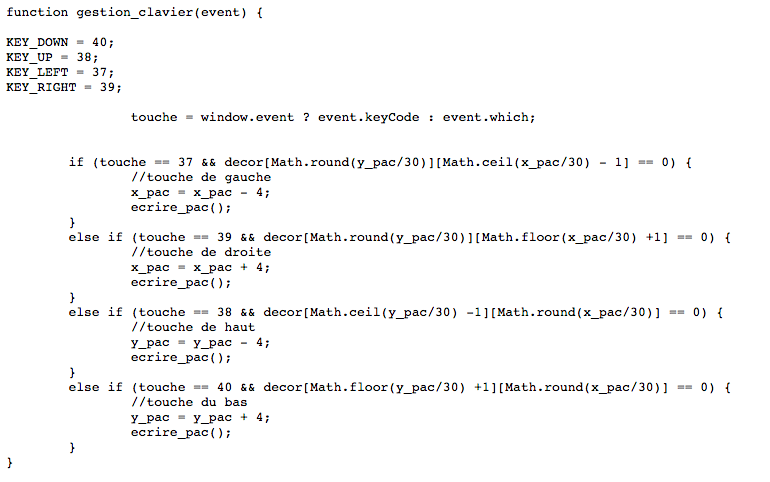 function gestion_clavier(event) {
KEY_DOWN = 40;
KEY_UP = 38;
KEY_LEFT = 37;
KEY_RIGHT = 39;
touche = window.event ? event.keyCode : event.which;
if (touche == 37 && decor[Math.round(y_pac/30)][Math.ceil(x_pac/30) - 1] == 0) {
//touche de gauche
x_pac = x_pac - 4;
ecrire_pac();
}
else if (touche == 39 && decor[Math.round(y_pac/30)][Math.floor(x_pac/30) +1] == 0) {
//touche de droite
x_pac = x_pac + 4;
ecrire_pac();
}
else if (touche == 38 && decor[Math.ceil(y_pac/30) -1][Math.round(x_pac/30)] == 0) {
//touche de haut
y_pac = y_pac - 4;
ecrire_pac();
}
else if (touche == 40 && decor[Math.floor(y_pac/30) +1][Math.round(x_pac/30)] == 0) {
//touche du bas
y_pac = y_pac + 4;
ecrire_pac();
}
}